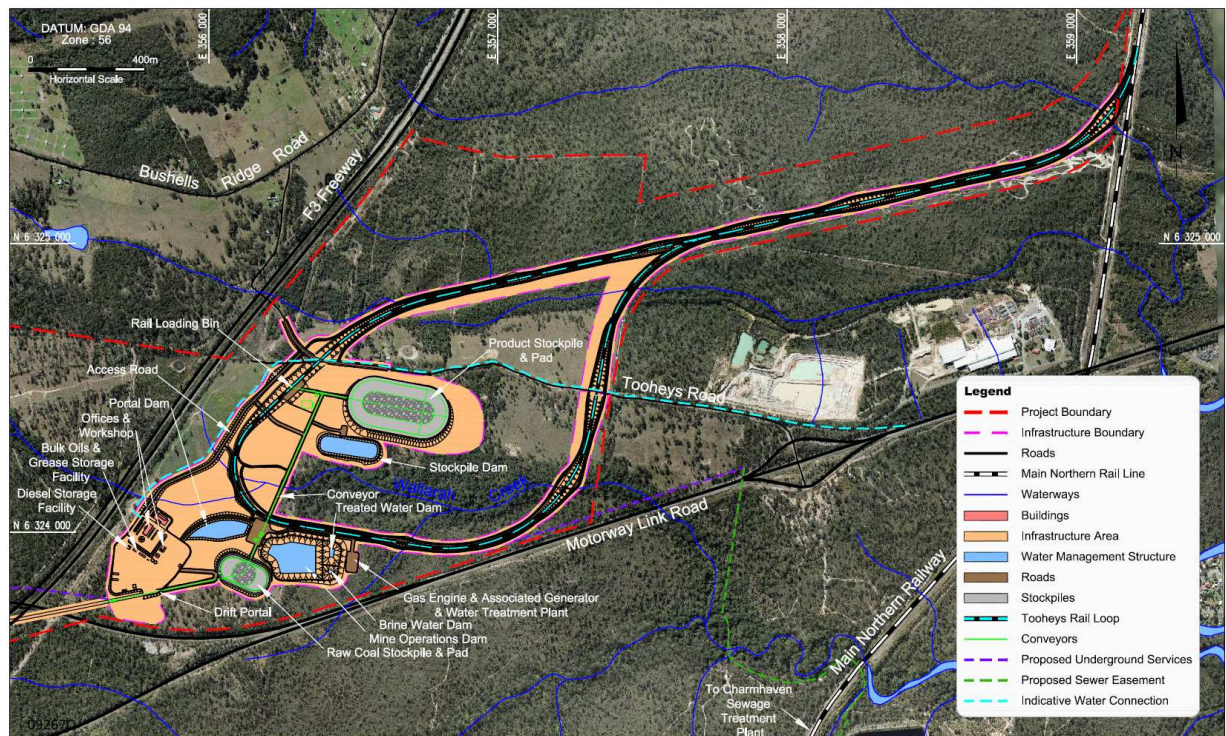 DATUM: GDA 94
Zone : 56
0
400m
Horizontal Scale
E 356 000
E 357 000
E 358 000
E 359 000
N
Bushells Ridge Road
F3 Freeway
N 6 325 000
N 6 325 000
Rail Loading Bin
Access Road
Portal Dam
Offices &
Workshop
Bulk Oils &
Grease Storage
Facility
Diesel Storage
Facility
N 6 324 000
Product Stockpile
& Pad
Tooheys Road
Stockpile Dam
Wallarah Creek
Conveyor
Treated Water Dam
Motorway Link Road
Drift Portal
Gas Engine & Associated Generator
& Water Treatment Plant
Brine Water Dam
Mine Operations Dam
Raw Coal Stockpile & Pad
Main Northern Railway
To Charmhaven
Sewage
Treatment
Plant
Legend
Project Boundary
Infrastructure Boundary
Roads
Main Northern Rail Line
Waterways
Buildings
Infrastructure Area
Water Management Structure
Roads
Stockpiles
Tooheys Rail Loop
Conveyors
Proposed Underground Services
Proposed Sewer Easement
Indicative Water Connection